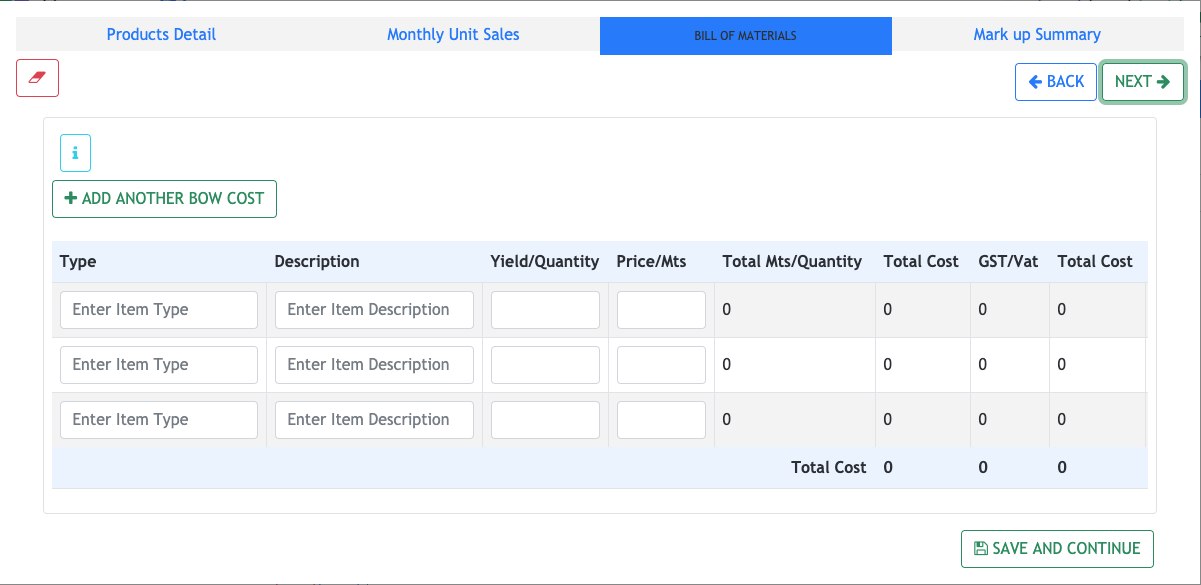 Products Detail Monthly Unit Sales BILL OF MATERIALS Mark up Summary
BACK NEXT
i
ADD ANOTHER BOW COST
Type Description Yield/Quantity Price/Mts Total Mts/Quantity Total Cost GST/Vat Total Cost
Enter Item Type Enter Item Description 0 0 0 0
Enter Item Type Enter Item Description 0 0 0 0
Enter Item Type Enter Item Description 0 0 0 0
Total Cost 0 0 0
SAVE AND CONTINUE